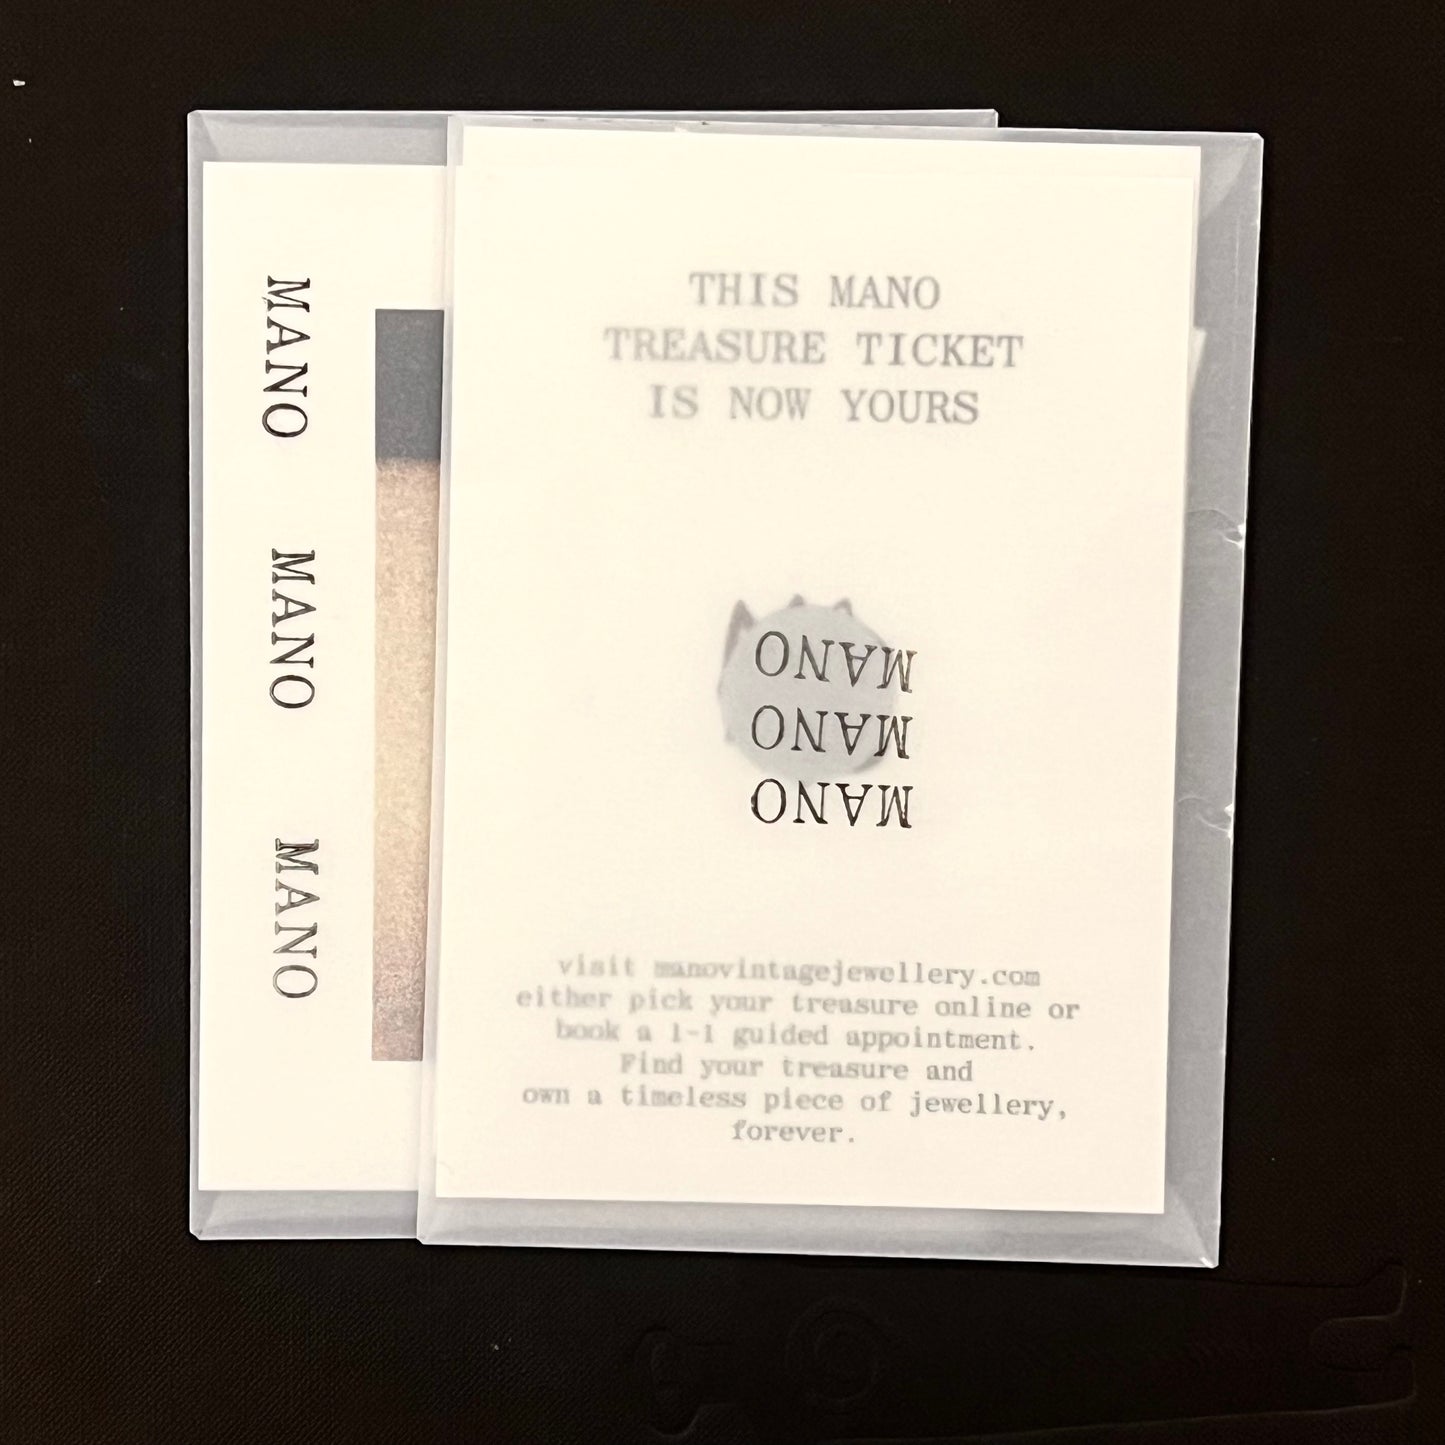 MANO
MANO
MANO
THIS MANO
TREASURE TICKET
IS NOW YOURS
MANO
MANO
MANO
visit manovintagejewellery.com
either pick your treasure online or
book a 1-1 guided appointment.
Find your treasure and
own a timeless piece of jewellery,
forever.